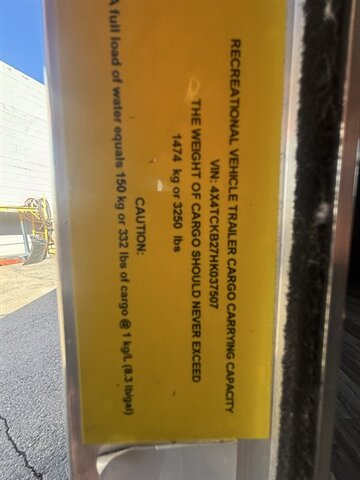 RECREATIONAL VEHICLE TRAILER CARGO CARRYING CAPACITY
VIN: 4X4TCKB27HK037507
THE WEIGHT OF CARGO SHOULD NEVER EXCEED
1474 kg or 3250 lbs
CAUTION:
A full load of water equals 150 kg or 332 lbs of cargo @ 1 kg/L (8.3 lb/gal)